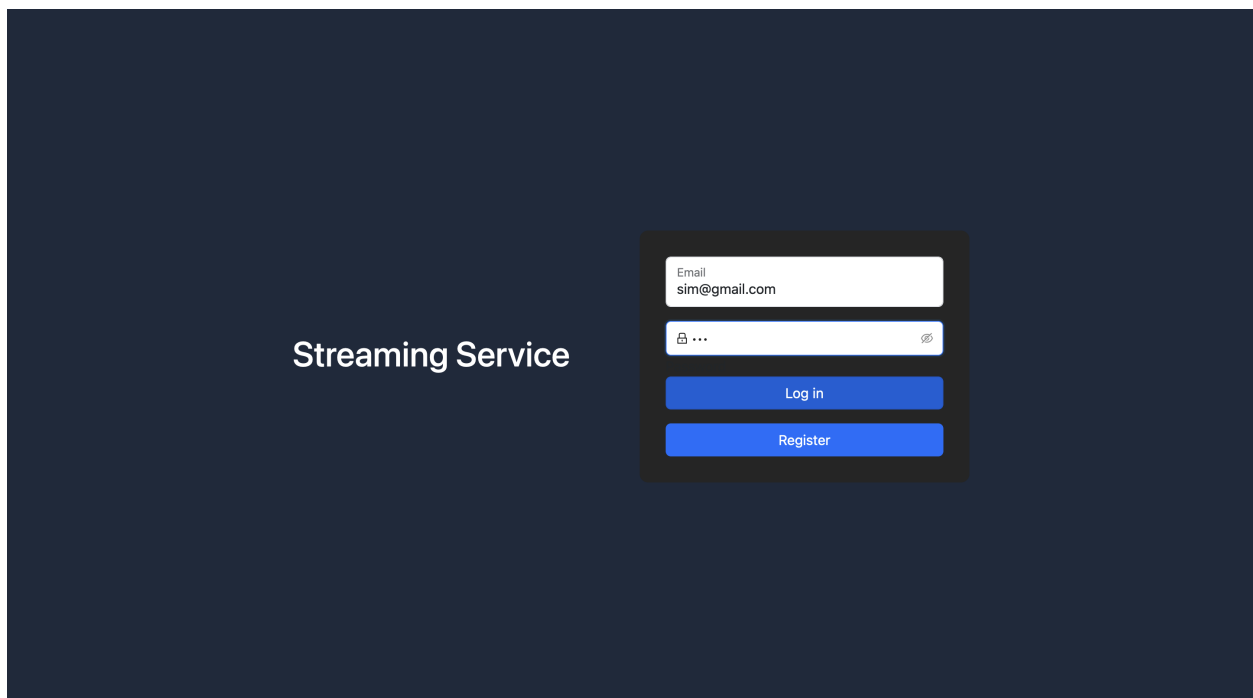 Streaming Service
Email
sim@gmail.com
•••
Log in
Register